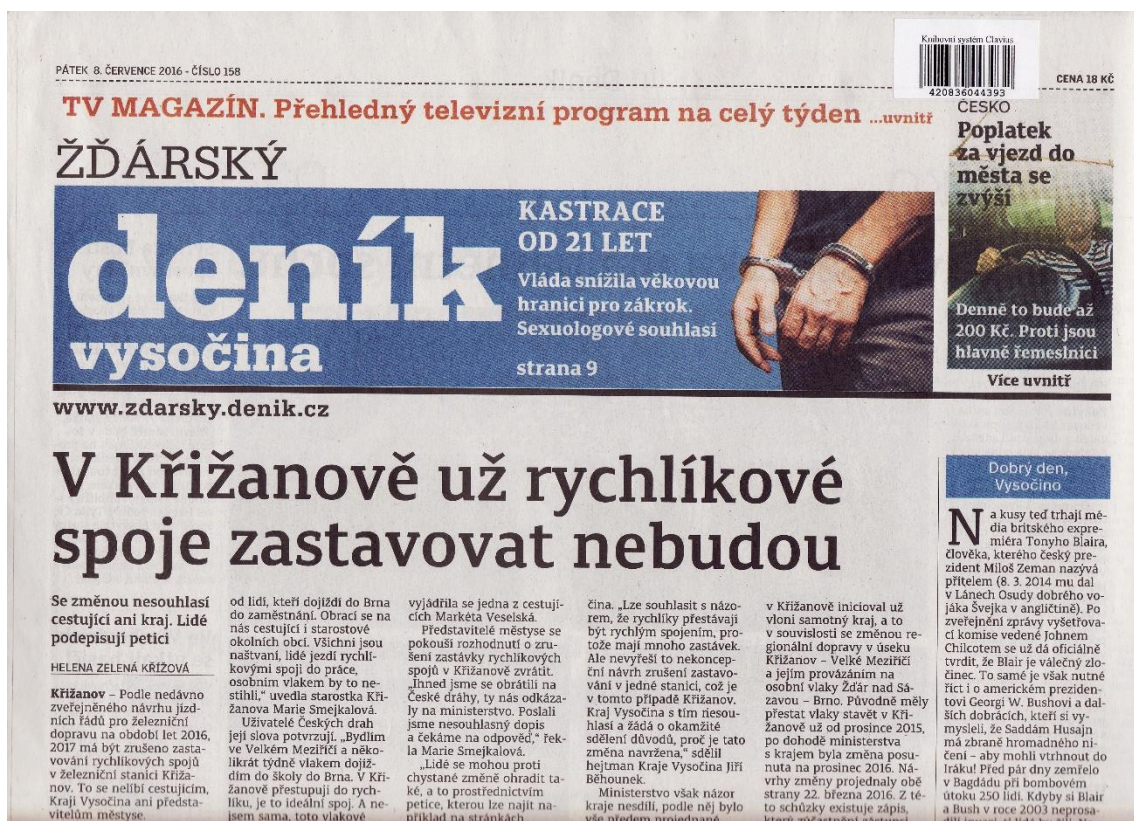 Knihovní systém Clavius
420836044393
PÁTEK 8. ČERVENCE 2016 - ČÍSLO 158
CENA 18 KČ
TV MAGAZÍN. Přehledný televizní program na celý týden ...uvnitř
ŽĎÁRSKÝ
deník
vysočina
KASTRACE
OD 21 LET
Vláda snížila věkovou
hranici pro zákrok.
Sexuologové souhlasí
strana 9
ČESKO
Poplatek
za vjezd do
města se
zvýší
Denně to bude až
200 Kč. Proti jsou
hlavně řemeslníci
Více uvnitř
www.zdarsky.denik.cz
V Křižanově už rychlíkové
spoje zastavovat nebudou
Se změnou nesouhlasí
cestující ani kraj. Lidé
podepisují petici
HELENA ZELENÁ KŘÍŽOVÁ
Křižanov – Podle nedávno
zveřejněného návrhu jízd-
ních řádů pro železniční
dopravu na období let 2016,
2017 má být zrušeno zasta-
vování rychlíkových spojů
v železniční stanici Křiža-
nov. To se nelíbí cestujícím,
Kraji Vysočina ani předsta-
vitelům městyse.
od lidí, kteří dojíždí do Brna
do zaměstnání. Obrací se na
nás cestující i starostové
okolních obcí. Všichni jsou
naštvaní, lidé jezdí rychlí-
kovými spoji do práce,
osobním vlakem by to ne-
stihli,“ uvedla starostka Kři-
žanova Marie Smejkalová.
Uživatelé Českých drah
její slova potvrzují. „Bydlím
ve Velkém Meziříčí a něko-
likrát týdně vlakem dojíž-
dím do školy do Brna. V Kři-
žanově přestupuji do rych-
líku, je to ideální spoj. A ne-
jsem sama, toto vlakové
vyjádřila se jedna z cestují-
cích Markéta Veselská.
Představitelé městyse se
pokouší rozhodnutí o zru-
šení zastávky rychlíkových
spojů v Křižanově zvrátit.
„Ihned jsme se obrátili na
České dráhy, ty nás odkáza-
ly na ministerstvo. Poslali
jsme nesouhlasný dopis
a čekáme na odpověď,“ řek-
la Marie Smejkalová.
„Lidé se mohou proti
chystané změně ohradit ta-
ké, a to prostřednictvím
petice, kterou lze najít na-
příklad na stránkách
čina. „Lze souhlasit s názo-
rem, že rychlíky přestávají
být rychlým spojením, pro-
tože mají mnoho zastávek.
Ale nevyřeší to nekoncep-
ční návrh zrušení zastavo-
vání v jedné stanici, což je
v tomto případě Křižanov.
Kraj Vysočina s tím nesou-
hlasí a žádá o okamžité
sdělení důvodů, proč je tato
změna navržena,“ sdělil
hejtman Kraje Vysočina Jiří
Běhounek.
Ministerstvo však názor
kraje nesdílí, podle něj bylo
vše předem projednané.
v Křižanově inicioval už
vloni samotný kraj, a to
v souvislosti se změnou re-
gionální dopravy v úseku
Křižanov – Velké Meziříčí
a jejím provázáním na
osobní vlaky Žďár nad Sá-
zavou – Brno. Původně měly
přestat vlaky stavět v Kři-
žanově už od prosince 2015,
po dohodě ministerstva
s krajem byla změna posu-
nuta na prosinec 2016. Ná-
vrhy změny projednaly obě
strany 22. března 2016. Z té-
to schůzky existuje zápis,
Dobrý den,
Vysočino
Na kusy teď trhají mé-
dia britského expre-
miéra Tonyho Blaira,
člověka, kterého český pre-
zident Miloš Zeman nazývá
přítelem (8. 3. 2014 mu dal
v Lánech Osudy dobrého vo-
jáka Švejka v angličtině). Po
zveřejnění zprávy vyšetřova-
cí komise vedené Johnem
Chilcotem se už dá oficiálně
tvrdit, že Blair je válečný zlo-
činec. To samé je však nutné
říct i o americkém preziden-
tovi Georgi W. Bushovi a dal-
ších dobrácích, kteří si vy-
mysleli, že Saddám Husajn
má zbraně hromadného ni-
čení – aby mohli vtrhnout do
Iráku! Před pár dny zemřelo
v Bagdádu při bombovém
útoku 250 lidí. Kdyby si Blair
a Bush v roce 2003 neprosa-